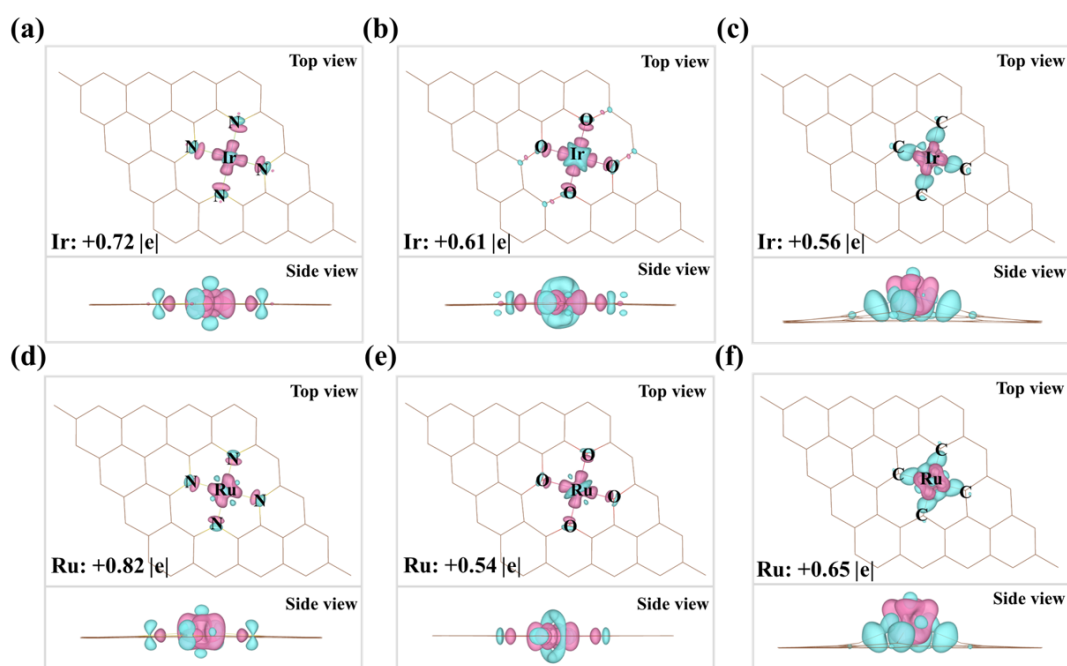 (a)
Top view
N
N
Ir
N
N
Ir: +0.72 |e|
Side view
(b)
Top view
O
O
Ir
O
O
Ir: +0.61 |e|
Side view
(c)
Top view
C
C
Ir
C
C
Ir: +0.56 |e|
Side view
(d)
Top view
N
N
Ru
N
N
Ru: +0.82 |e|
Side view
(e)
Top view
O
O
Ru
O
O
Ru: +0.54 |e|
Side view
(f)
Top view
C
C
Ru
C
C
Ru: +0.65 |e|
Side view